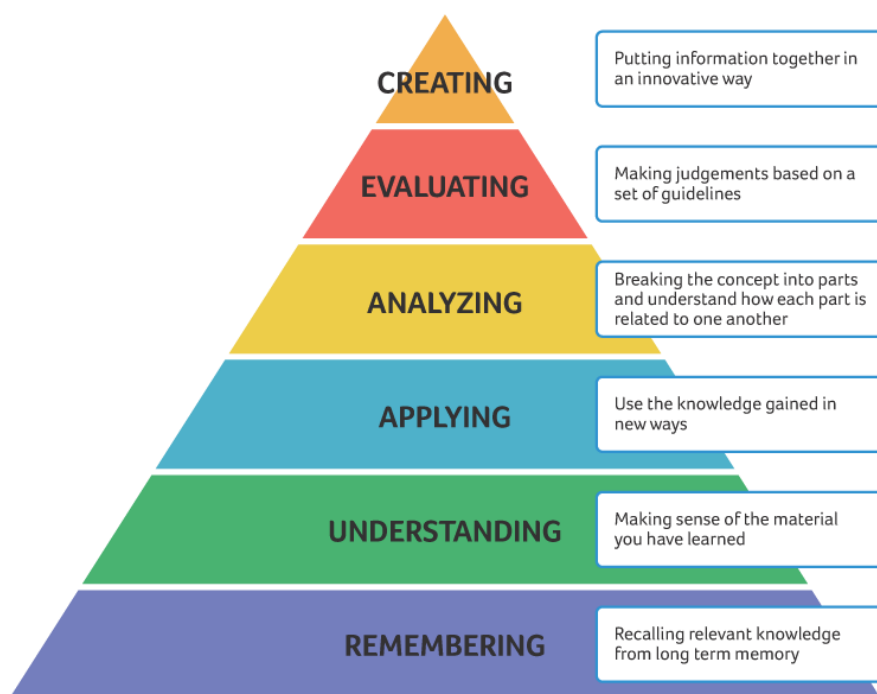 CREATING
Putting information together in
an innovative way
EVALUATING
Making judgements based on a
set of guidelines
ANALYZING
Breaking the concept into parts
and understand how each part is
related to one another
APPLYING
Use the knowledge gained in
new ways
UNDERSTANDING
Making sense of the material
you have learned
REMEMBERING
Recalling relevant knowledge
from long term memory